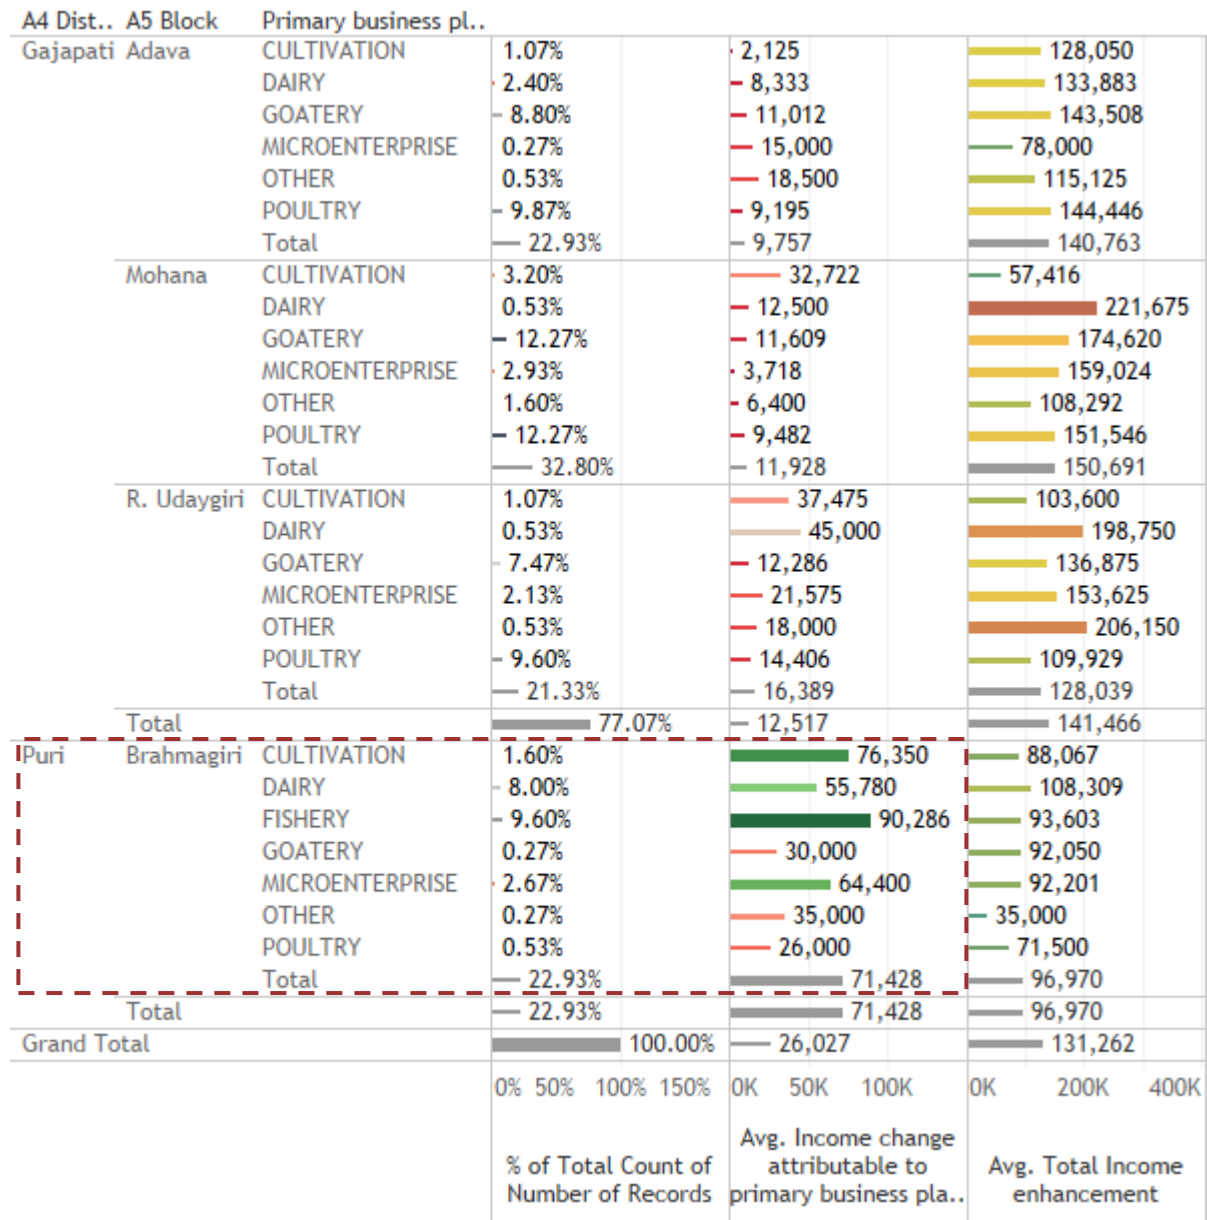 A4 Dist.. A5 Block Primary business pl..
Gajapati Adava CULTIVATION 1.07% 2,125 128,050
DAIRY 2.40% 8,333 133,883
GOATERY 8.80% 11,012 143,508
MICROENTERPRISE 0.27% 15,000 78,000
OTHER 0.53% 18,500 115,125
POULTRY 9.87% 9,195 144,446
Total 22.93% 9,757 140,763
Mohana CULTIVATION 3.20% 32,722 57,416
DAIRY 0.53% 12,500 221,675
GOATERY 12.27% 11,609 174,620
MICROENTERPRISE 2.93% 3,718 159,024
OTHER 1.60% 6,400 108,292
POULTRY 12.27% 9,482 151,546
Total 32.80% 11,928 150,691
R. Udaygiri CULTIVATION 1.07% 37,475 103,600
DAIRY 0.53% 45,000 198,750
GOATERY 7.47% 12,286 136,875
MICROENTERPRISE 2.13% 21,575 153,625
OTHER 0.53% 18,000 206,150
POULTRY 9.60% 14,406 109,929
Total 21.33% 16,389 128,039
Total 77.07% 12,517 141,466
Puri Brahmagiri CULTIVATION 1.60% 76,350 88,067
DAIRY 8.00% 55,780 108,309
FISHERY 9.60% 90,286 93,603
GOATERY 0.27% 30,000 92,050
MICROENTERPRISE 2.67% 64,400 92,201
OTHER 0.27% 35,000 35,000
POULTRY 0.53% 26,000 71,500
Total 22.93% 71,428 96,970
Total 22.93% 71,428 96,970
Grand Total 100.00% 26,027 131,262
0% 50% 100% 150% 0K 50K 100K 0K 200K 400K
% of Total Count of
Number of Records
Avg. Income change
attributable to
primary business pla..
Avg. Total Income
enhancement